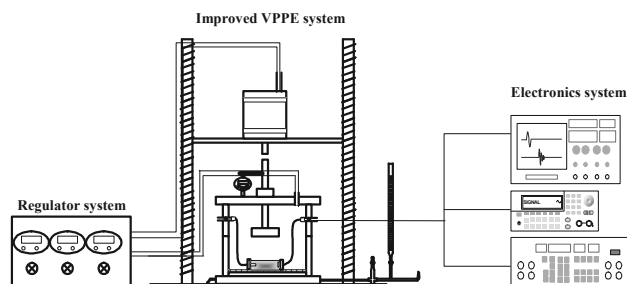 Improved VPPE system
Electronics system
Regulator system
SIGNAL